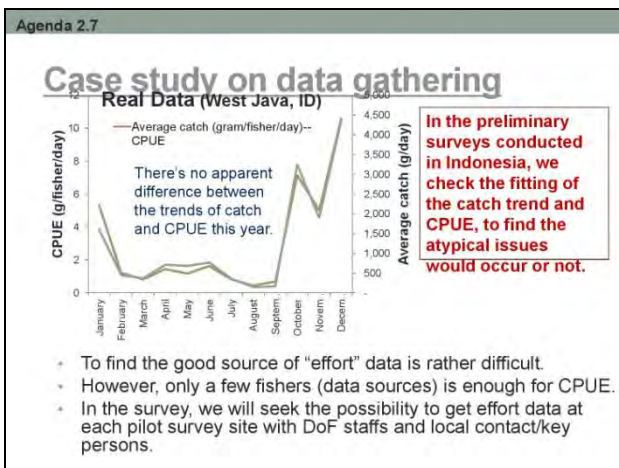 Agenda 2.7
Case study on data gathering
Real Data (West Java, ID)
CPUE (g/fisher/day)
12
10
8
6
4
2
0
Average catch (gram/fisher/day)--
CPUE
There's no apparent
difference between
the trends of catch
and CPUE this year.
5,000
4,500
4,000
3,500
3,000
2,500
2,000
1,500
1,000
500
-
Average catch (g/day)
January
February
March
April
May
June
July
August
Septem
October
Novem
Decem
In the preliminary
surveys conducted
in Indonesia, we
check the fitting of
the catch trend and
CPUE, to find the
atypical issues
would occur or not.
To find the good source of “effort” data is rather difficult.
However, only a few fishers (data sources) is enough for CPUE.
In the survey, we will seek the possibility to get effort data at
each pilot survey site with DoF staffs and local contact/key
persons.